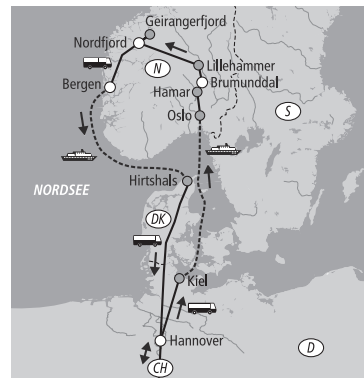 Geirangerfjord
Nordfjord
N
Lillehammer
Brumunddal
Bergen
Hamar
S
Oslo
NORDSEE
Hirtshals
DK
Kiel
Hannover
D
CH